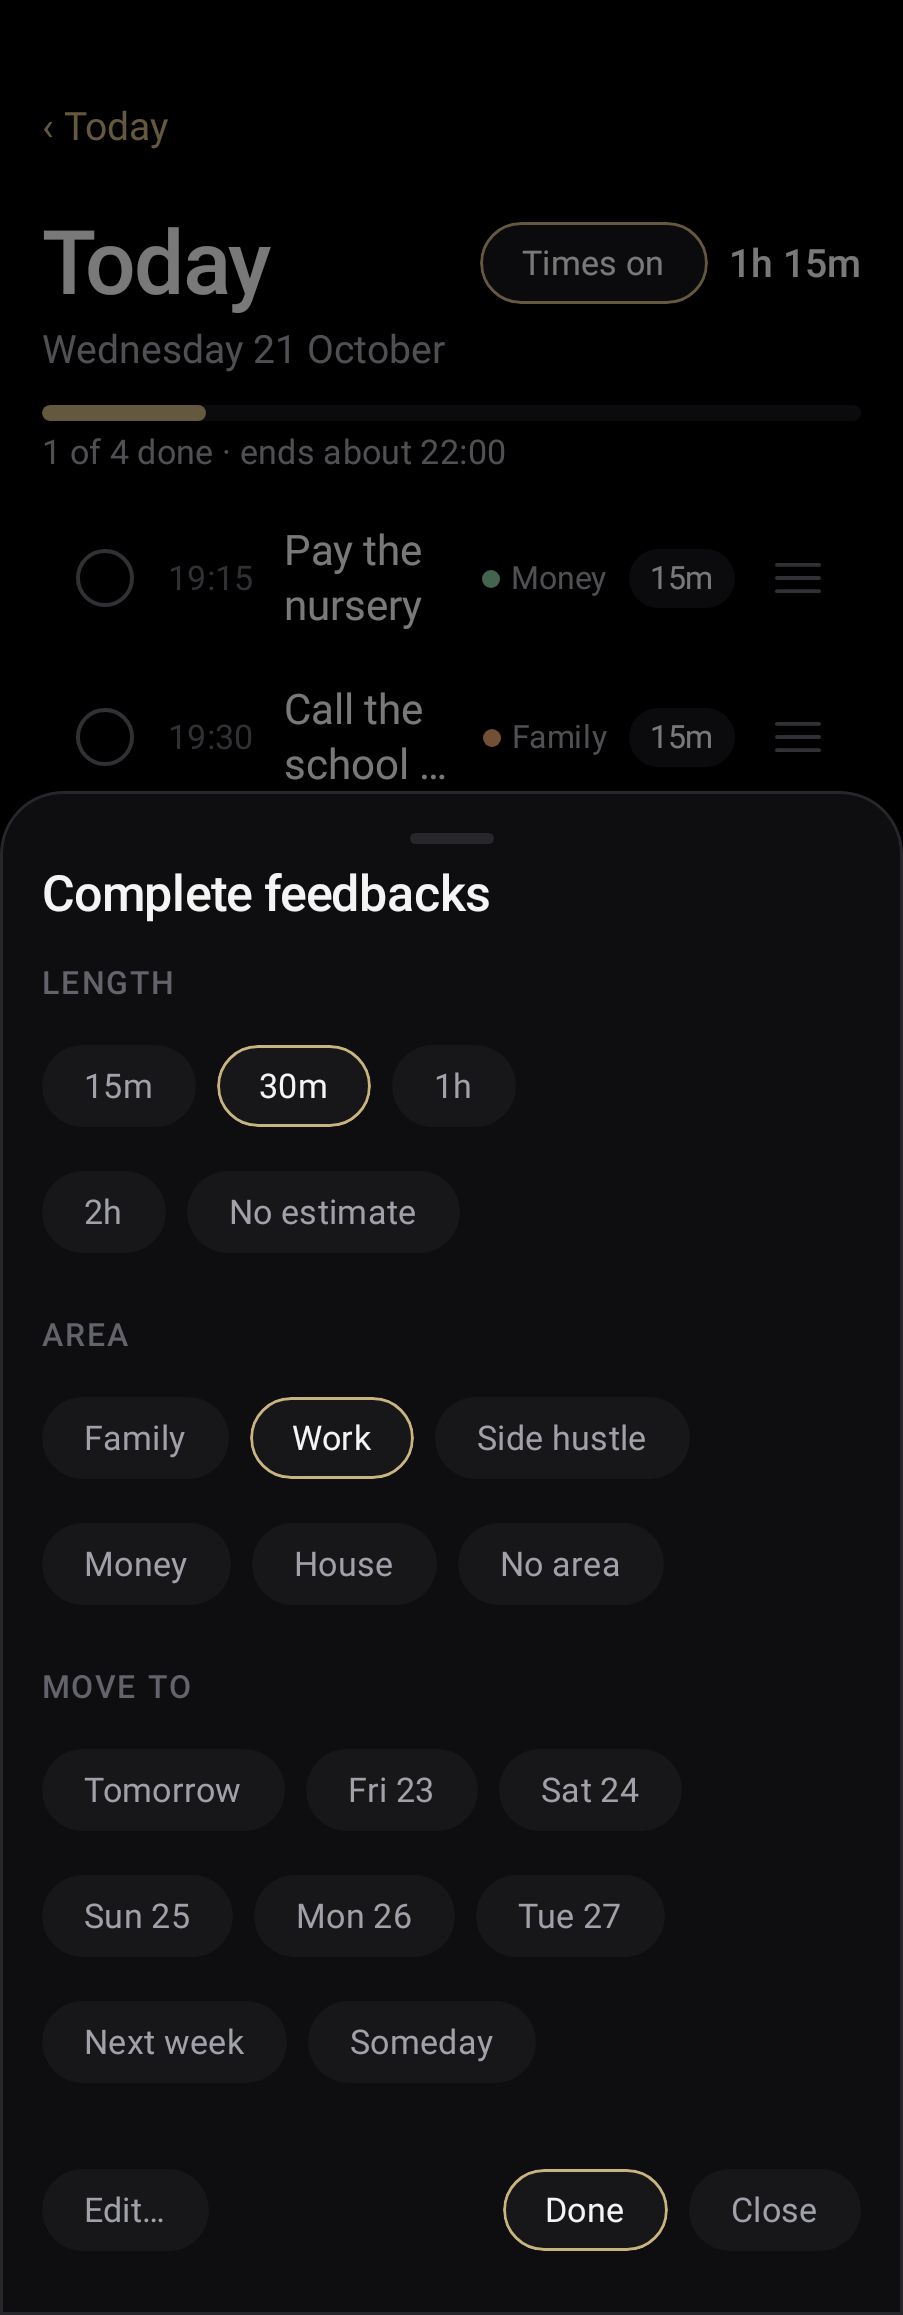 ‹ Today
Today
Times on
1h 15m
Wednesday 21 October
1 of 4 done · ends about 22:00
19:15
Pay the
nursery
Money
15m
19:30
Call the
school ...
Family
15m
Complete feedbacks
LENGTH
15m
30m
1h
2h
No estimate
AREA
Family
Work
Side hustle
Money
House
No area
MOVE TO
Tomorrow
Fri 23
Sat 24
Sun 25
Mon 26
Tue 27
Next week
Someday
Edit...
Done
Close